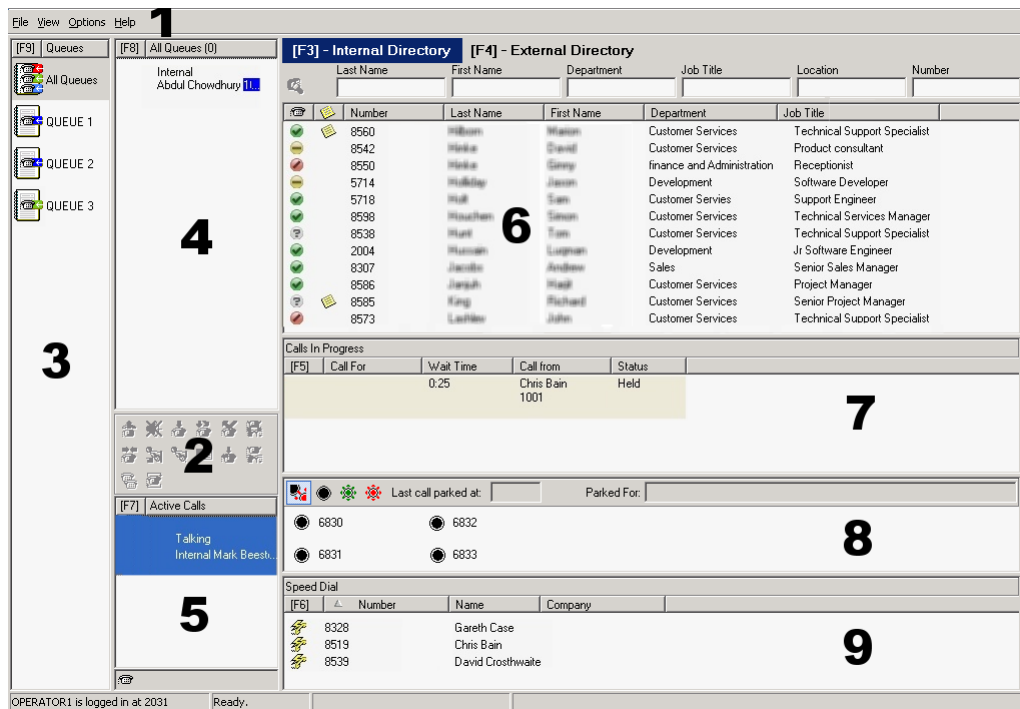 File View Options Help 1
[F9] Queues
All Queues
QUEUE 1
QUEUE 2
QUEUE 3
3
[F8] All Queues (0)
Internal
Abdul Chowdhury
4
2
[F7] Active Calls
Talking
Internal Mark Beest...
5
[F3] - Internal Directory [F4] - External Directory
Last Name First Name Department Job Title Location Number
Number Last Name First Name Department Job Title
8560 Customer Services Technical Support Specialist
8542 Customer Services Product consultant
8550 finance and Administration Receptionist
5714 Development Software Developer
5718 Customer Servies Support Engineer
8598 Customer Services Technical Services Manager
8538 Customer Services Technical Support Specialist
2004 Development Jr Software Engineer
8307 Sales Senior Sales Manager
8586 Customer Services Project Manager
8585 Customer Services Senior Project Manager
8573 Customer Services Technical Support Specialist
6
Calls In Progress
[F5] Call For Wait Time Call from Status
0:25 Chris Bain Held
1001
7
Last call parked at: Parked For:
6830 6832
6831 6833
8
Speed Dial
[F6] Number Name Company
8328 Gareth Case
8519 Chris Bain
8539 David Crosthwaite
9
OPERATOR1 is logged in at 2031 Ready.